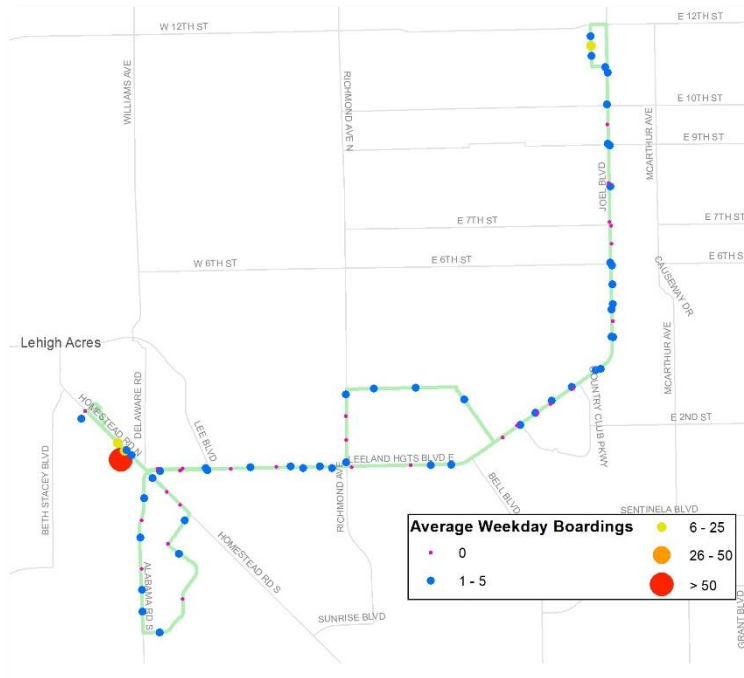 W 12TH ST
E 12TH ST
WILLIAMS AVE
RICHMOND AVE N
E 10TH ST
MCARTHUR AVE
E 9TH ST
JOEL BLVD
E 7TH ST
E 7TH ST
W 6TH ST
E 6TH ST
E 6TH S
CAUSEWAY DR
MCARTHUR AVE
Lehigh Acres
DELAWARE RD
HOMESTEAD RD N
LEE BLVD
COUNTRY CLUB PKWY
E 2ND ST
BETH STACEY BLVD
LEELAND HGTS BLVD E
RICHMOND AVE
BELL BLVD
SENTINELA BLVD
HOMESTEAD RD S
ALABAMA RD S
SUNRISE BLVD
GRANT BLVD
Average Weekday Boardings
0
1 - 5
6 - 25
26 - 50
> 50